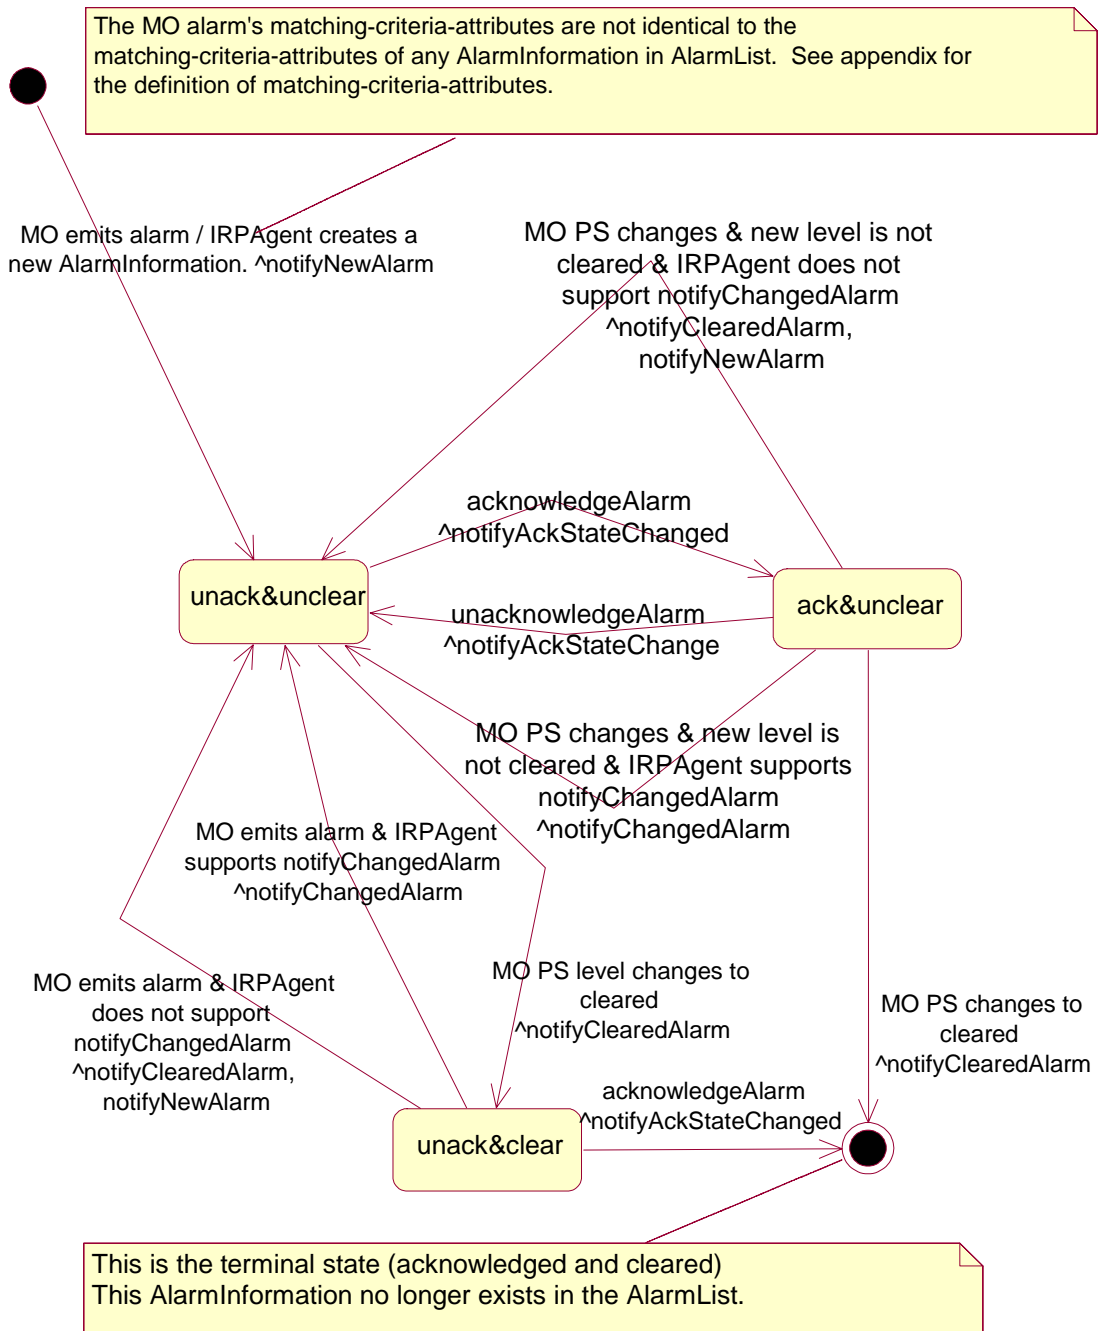 The MO alarm's matching-criteria-attributes are not identical to the
matching-criteria-attributes of any AlarmInformation in AlarmList.  See appendix for
the definition of matching-criteria-attributes.
MO emits alarm / IRPAgent creates a
new AlarmInformation. ^notifyNewAlarm
MO PS changes & new level is not
cleared & IRPAgent does not
support notifyChangedAlarm
^notifyClearedAlarm,
notifyNewAlarm
acknowledgeAlarm
^notifyAckStateChanged
unack&unclear
ack&unclear
unacknowledgeAlarm
^notifyAckStateChange
MO PS changes & new level is
not cleared & IRPAgent supports
notifyChangedAlarm
^notifyChangedAlarm
MO emits alarm & IRPAgent
supports notifyChangedAlarm
^notifyChangedAlarm
MO emits alarm & IRPAgent
does not support
notifyChangedAlarm
^notifyClearedAlarm,
notifyNewAlarm
MO PS level changes to
cleared
^notifyClearedAlarm
MO PS changes to
cleared
^notifyClearedAlarm
acknowledgeAlarm
^notifyAckStateChanged
unack&clear
This is the terminal state (acknowledged and cleared)
This AlarmInformation no longer exists in the AlarmList.